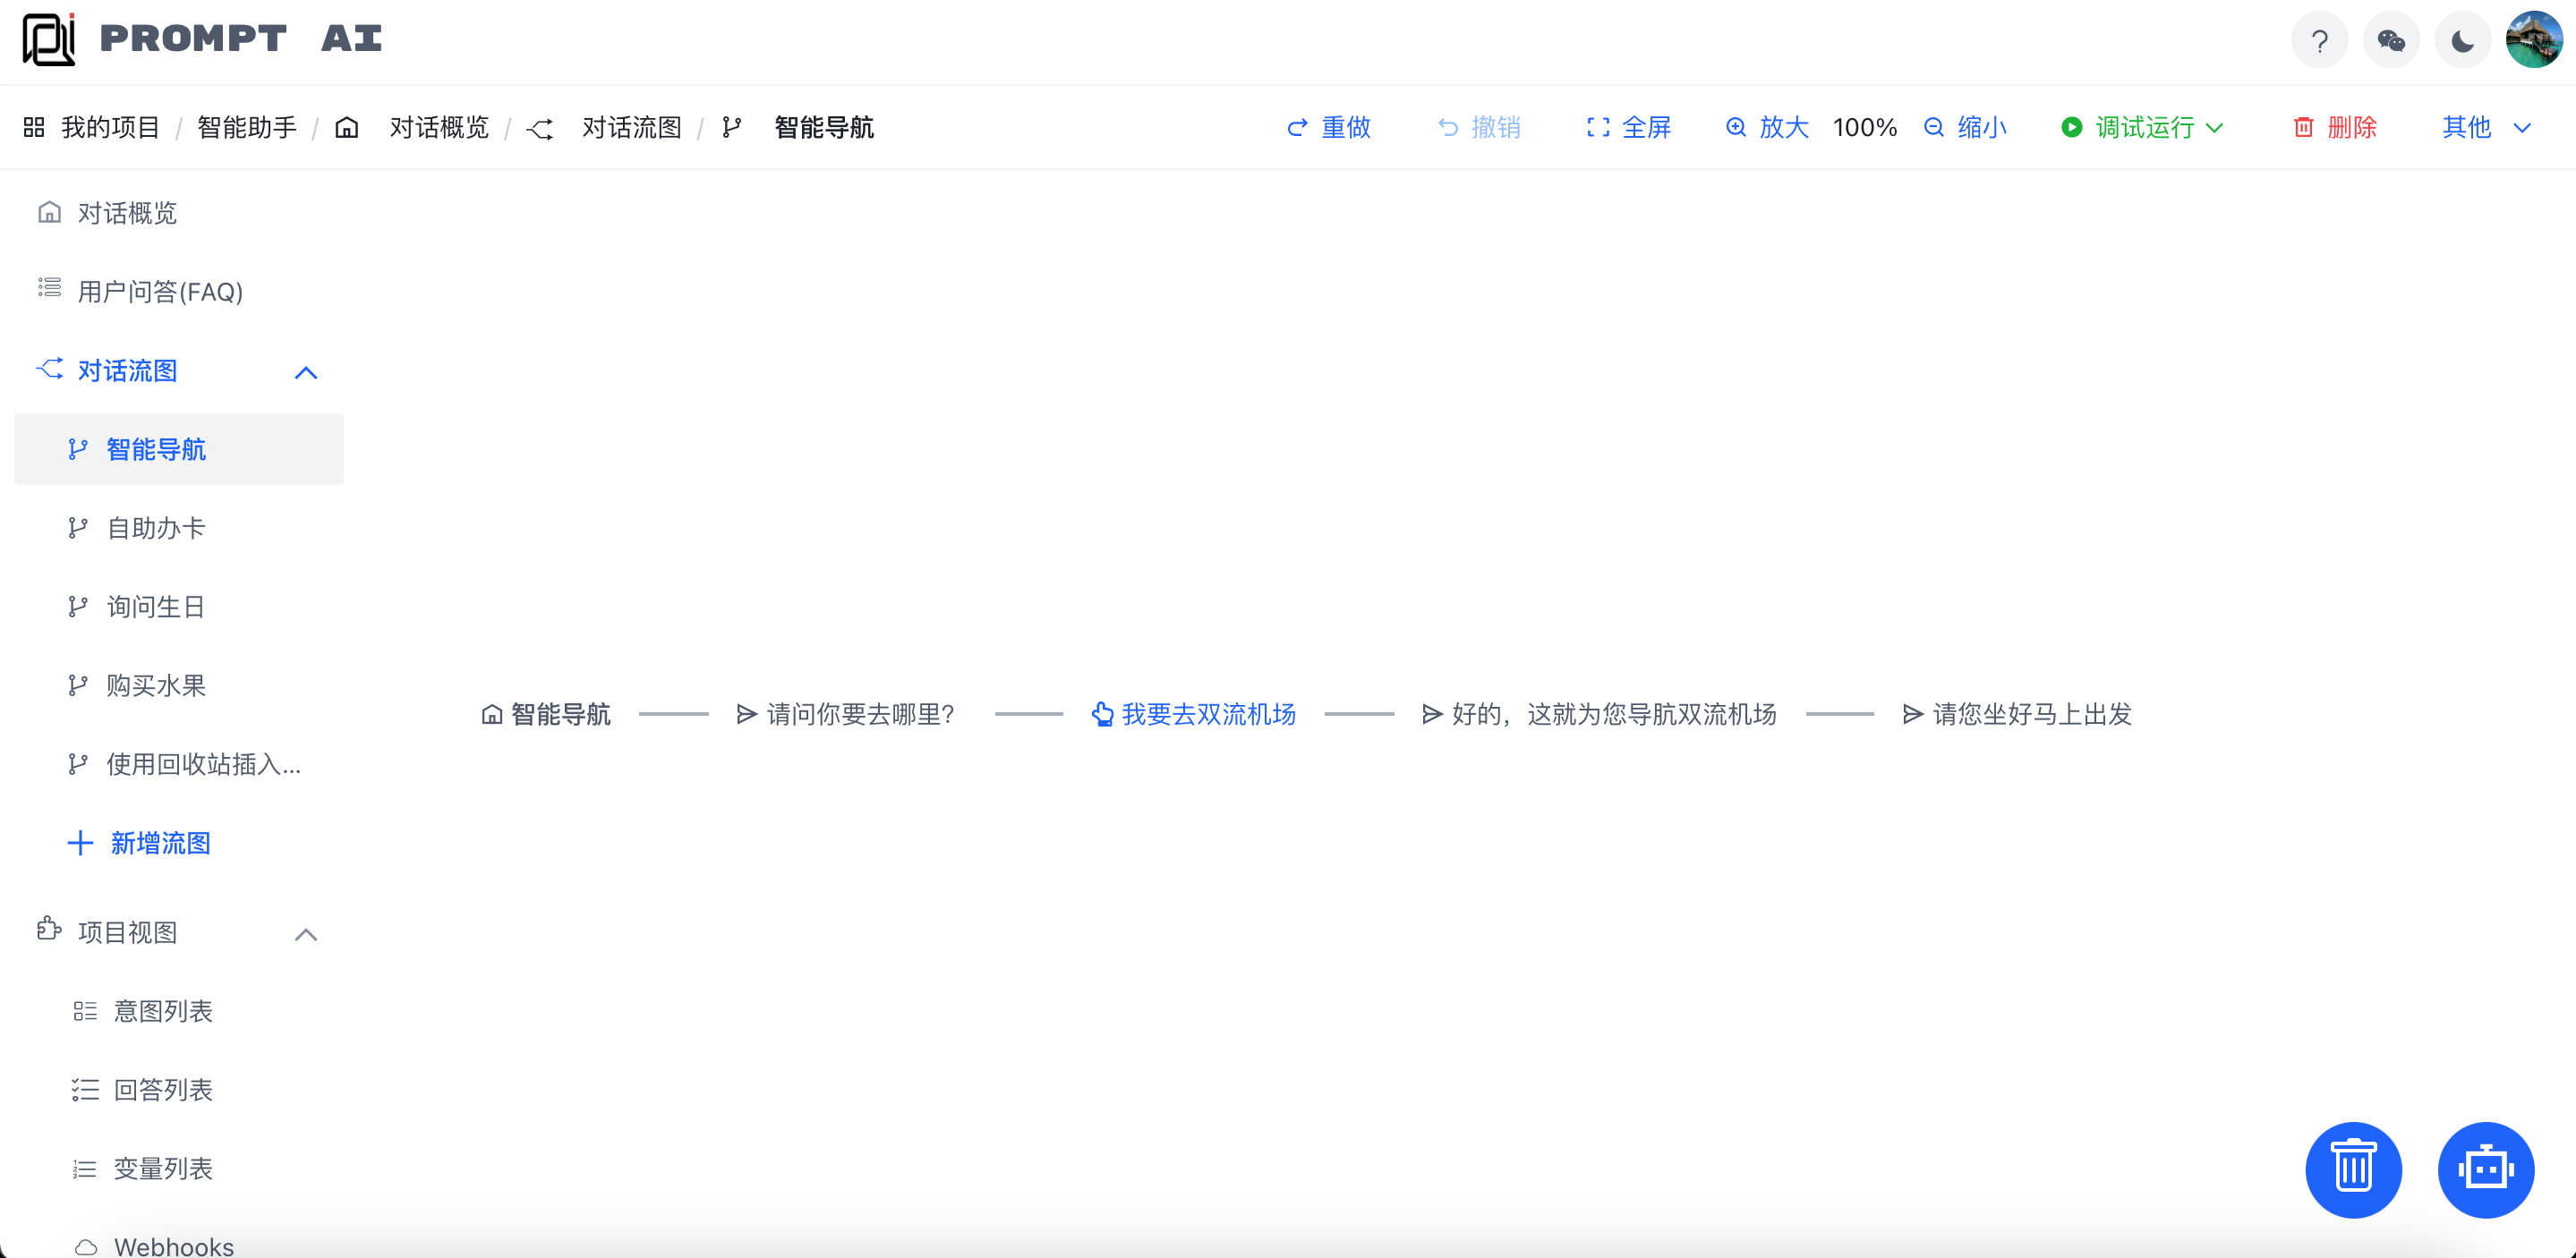 PROMPT AI
我的项目 / 智能助手 / 对话概览 / 对话流图 / 智能导航
重做 撤销 全屏 放大 100% 缩小 调试运行 删除 其他
对话概览
用户问答(FAQ)
对话流图
智能导航
自助办卡
询问生日
购买水果
使用回收站插入...
新增流图
项目视图
意图列表
回答列表
变量列表
Webhooks
智能导航 请问你要去哪里? 我要去双流机场 好的，这就为您导航双流机场 请您坐好马上出发